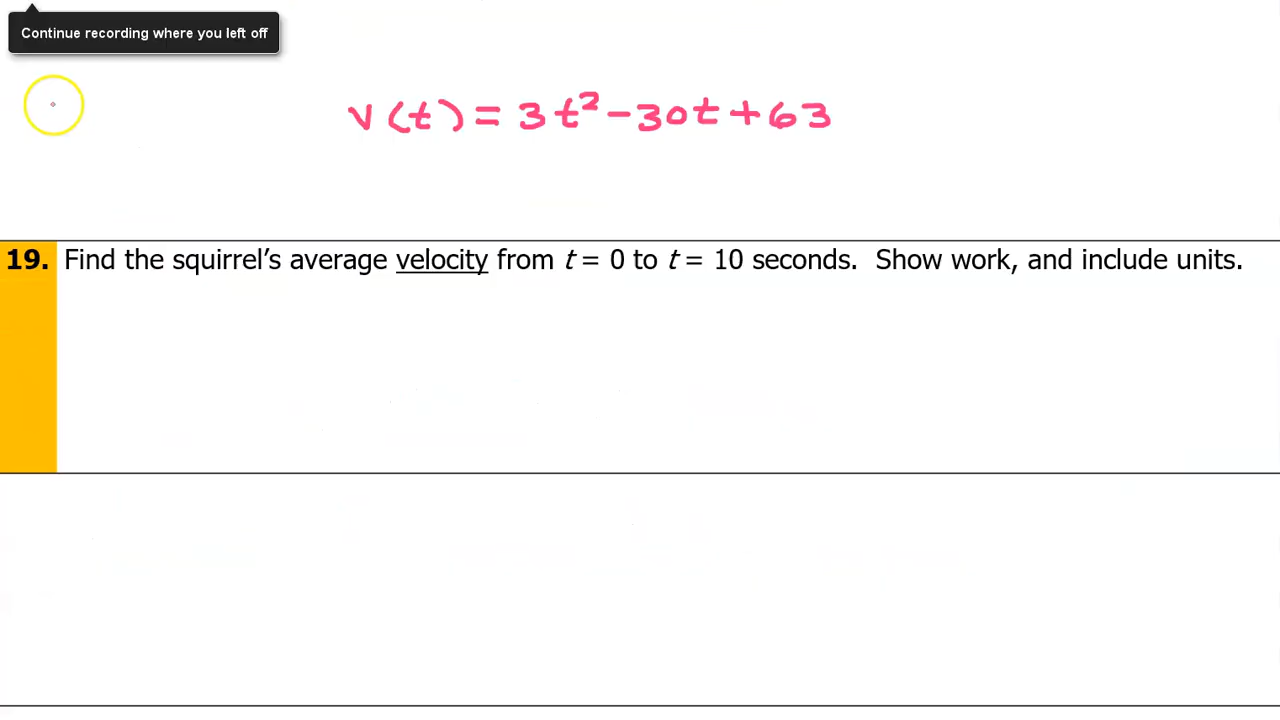 Continue recording where you left off
v(t) = 3t² - 30t + 63
19. Find the squirrel's average velocity from t = 0 to t = 10 seconds. Show work, and include units.